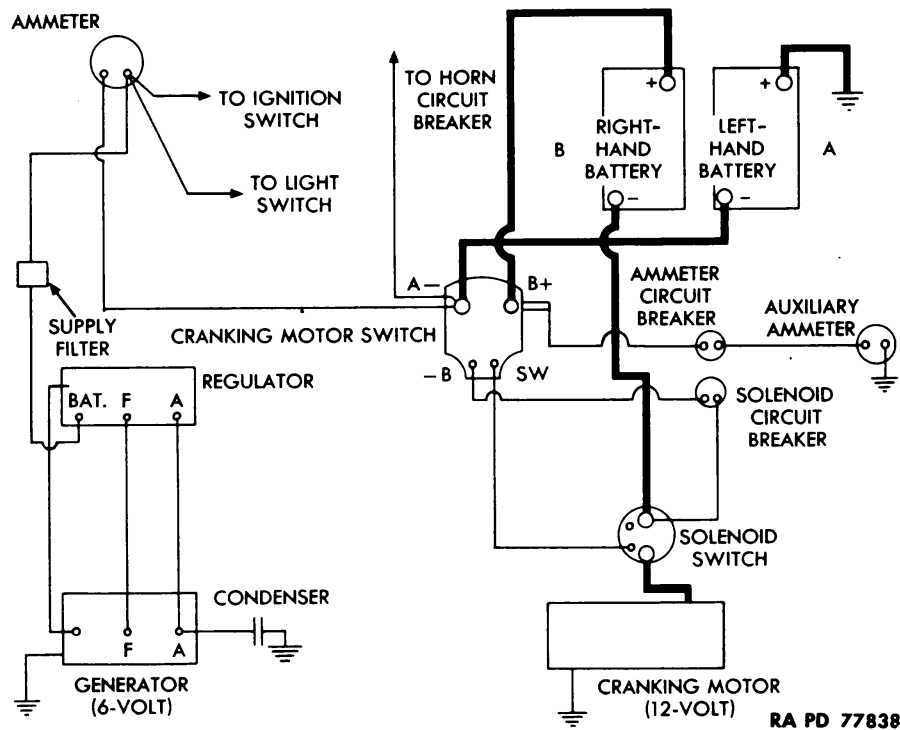 AMMETER
TO IGNITION
SWITCH
TO LIGHT
SWITCH
TO HORN
CIRCUIT
BREAKER
+
+
B
RIGHT-
HAND
BATTERY
LEFT-
HAND
BATTERY
A
-
-
A-
B+
SUPPLY
FILTER
CRANKING MOTOR SWITCH
AMMETER
CIRCUIT
BREAKER
AUXILIARY
AMMETER
-B
SW
REGULATOR
BAT. F A
SOLENOID
CIRCUIT
BREAKER
SOLENOID
SWITCH
CONDENSER
F A
GENERATOR
(6-VOLT)
CRANKING MOTOR
(12-VOLT)
RA PD 77838